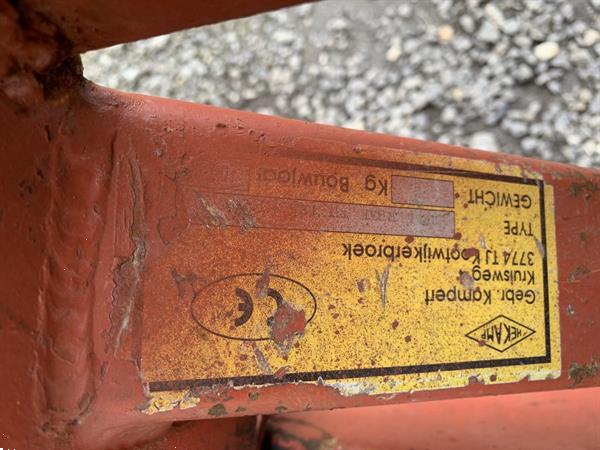 HEKAMP
Gebr. Kampert
Kruisweg 4
3774 TJ Kootwijkerbroek
TYPE
GEWICHT Kg Bouwjaar
CE